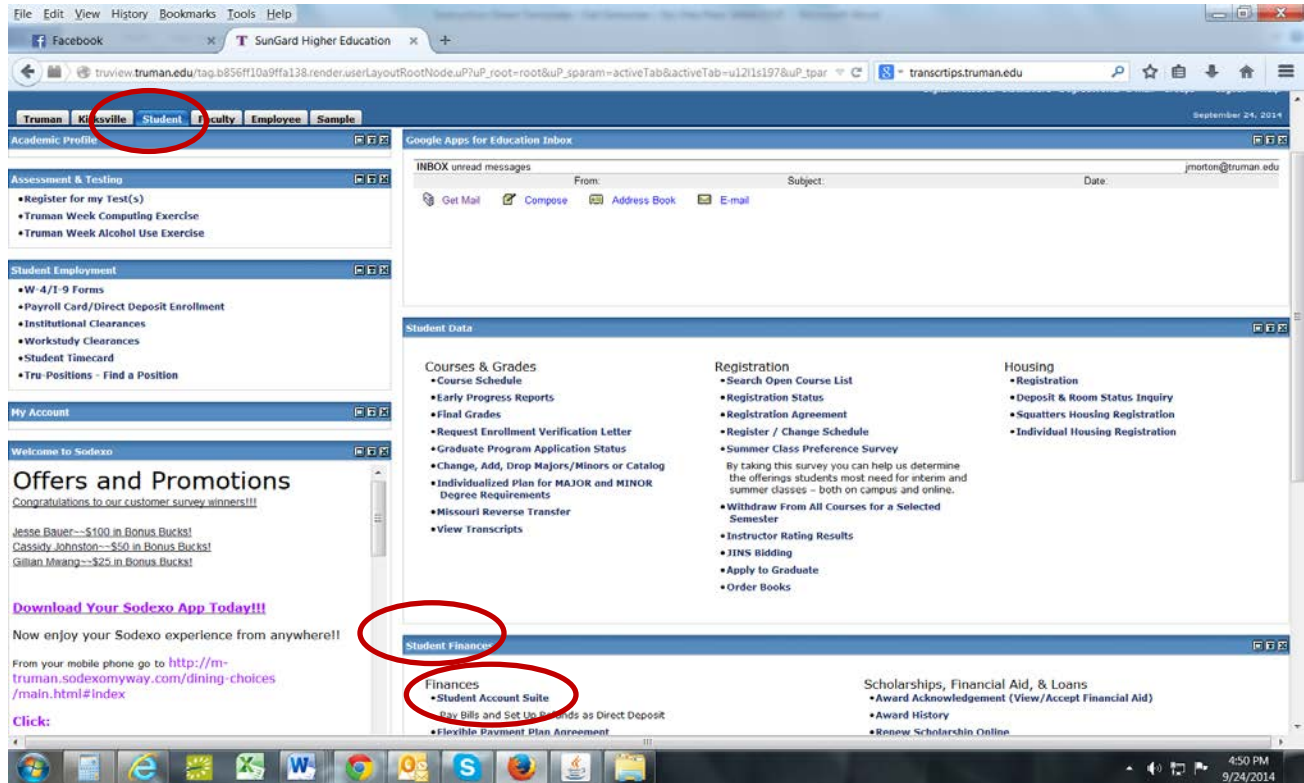 File Edit View History Bookmarks Tools Help
Facebook
SunGard Higher Education
truview.truman.edu/tag.b856ff10a9ffa138.render.userLayoutRootNode.uP?uP_root=root&uP_sparam=activeTab&activeTab=u12l1s197&uP_tpar
transcrtips.truman.edu
Truman Kirksville Student Faculty Employee Sample
September 24, 2014
Academic Profile
Assessment & Testing
•Register for my Test(s)
•Truman Week Computing Exercise
•Truman Week Alcohol Use Exercise
Student Employment
•W-4/I-9 Forms
•Payroll Card/Direct Deposit Enrollment
•Institutional Clearances
•Workstudy Clearances
•Student Timecard
•Tru-Positions - Find a Position
My Account
Welcome to Sodexo
Offers and Promotions
Congratulations to our customer survey winners!!!
Jesse Bauer~~$100 in Bonus Bucks!
Cassidy Johnston~~$50 in Bonus Bucks!
Gillian Mwang~~$25 in Bonus Bucks!
Download Your Sodexo App Today!!!
Now enjoy your Sodexo experience from anywhere!!
From your mobile phone go to http://m-
truman.sodexomyway.com/dining-choices
/main.html#index
Click:
Google Apps for Education Inbox
INBOX unread messages
jmorton@truman.edu
From: Subject: Date:
Get Mail Compose Address Book E-mail
Student Data
Courses & Grades
•Course Schedule
•Early Progress Reports
•Final Grades
•Request Enrollment Verification Letter
•Graduate Program Application Status
•Change, Add, Drop Majors/Minors or Catalog
•Individualized Plan for MAJOR and MINOR
Degree Requirements
•Missouri Reverse Transfer
•View Transcripts
Registration
•Search Open Course List
•Registration Status
•Registration Agreement
•Register / Change Schedule
•Summer Class Preference
Survey
By taking this survey you can help us determine
the offerings students most need for interim and
summer classes – both on campus and online.
•Withdraw From All Courses for a Selected
Semester
•Instructor Rating Results
•JINS Bidding
•Apply to Graduate
•Order Books
Housing
•Registration
•Deposit & Room Status Inquiry
•Squatters Housing Registration
•Individual Housing Registration
Student Finances
Finances
•Student Account Suite
Pay Bills and Set Up Refunds as Direct Deposit
•Flexible Payment Plan Agreement
Scholarships, Financial Aid, & Loans
•Award Acknowledgement (View/Accept Financial Aid)
•Award History
•Renew Scholarship Online
4:50 PM
9/24/2014